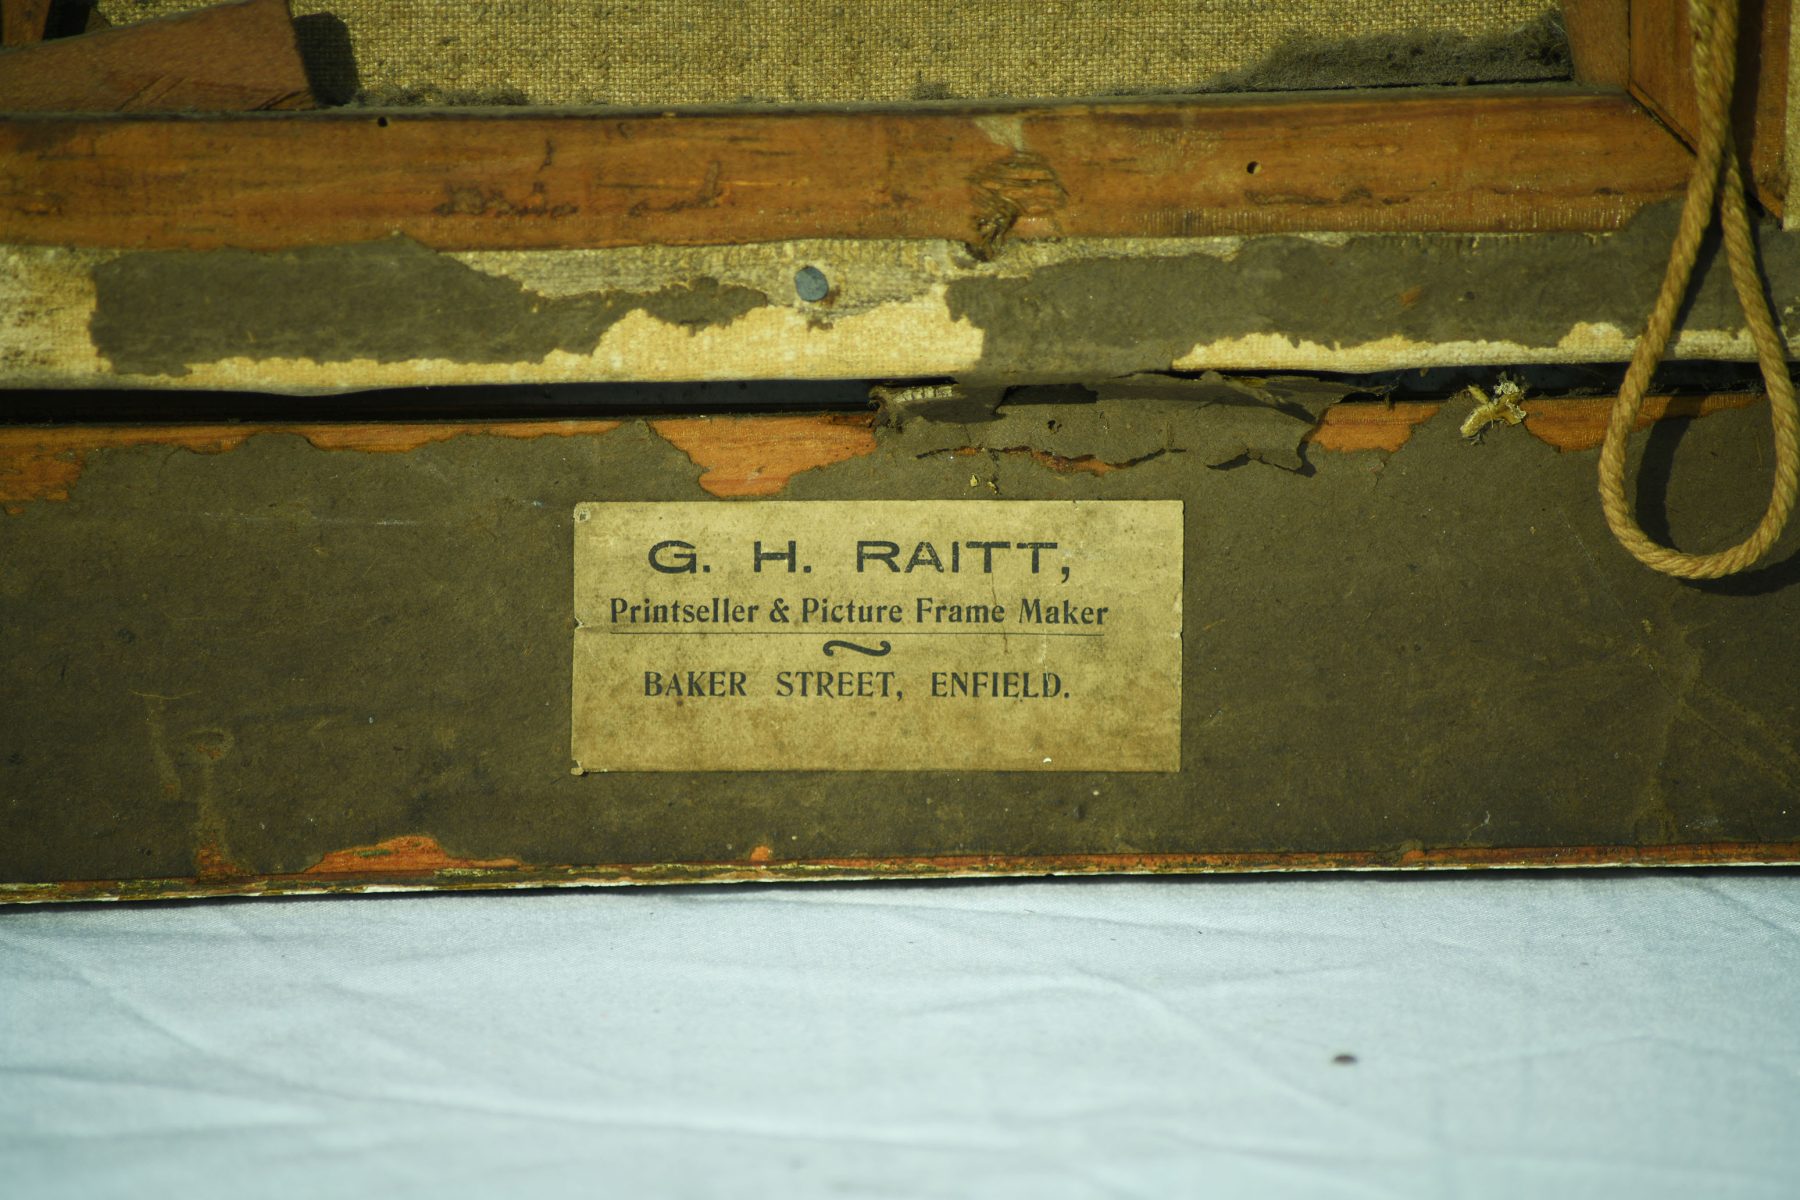 G. H. RAITT,
Printseller & Picture Frame Maker
BAKER STREET, ENFIELD.